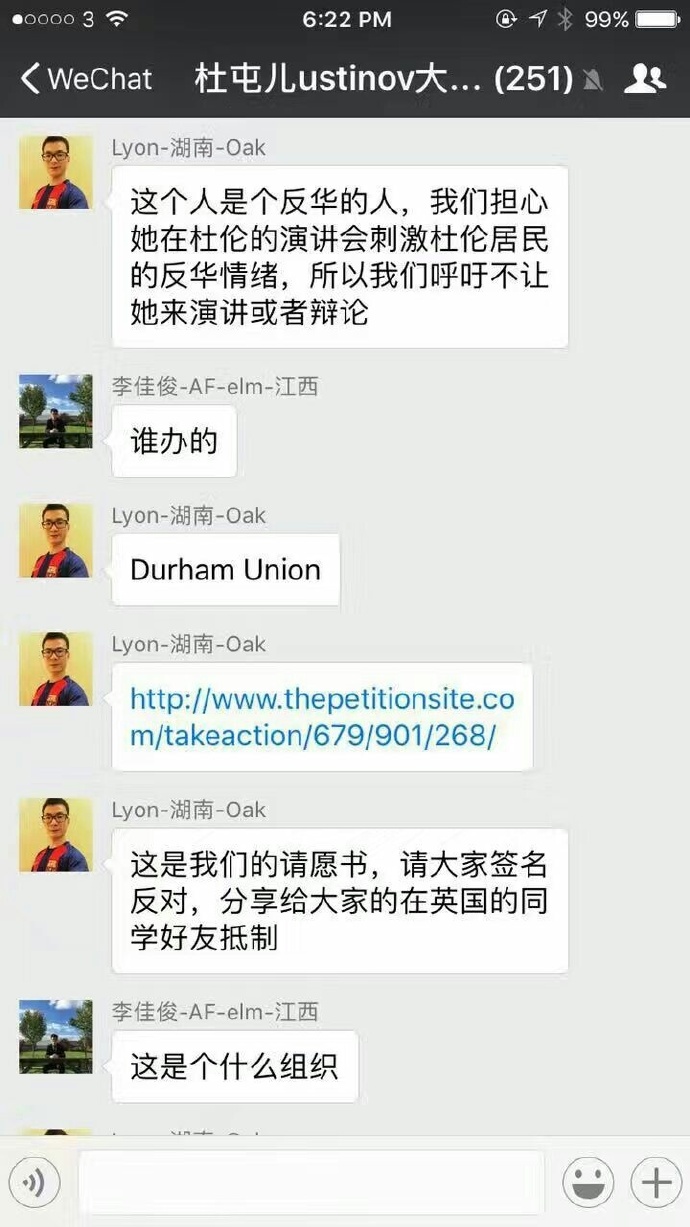 3 6:22 PM 99%
WeChat 杜屯儿ustinov大... (251)
Lyon-湖南-Oak
这个人是个反华的人，我们担心
她在杜伦的演讲会刺激杜伦居民
的反华情绪，所以我们呼吁不让
她来演讲或者辩论
李佳俊-AF-elm-江西
谁办的
Lyon-湖南-Oak
Durham Union
Lyon-湖南-Oak
http://www.thepetitionsite.co
m/takeaction/679/901/268/
Lyon-湖南-Oak
这是我们的请愿书，请大家签名
反对，分享给大家的在英国的同
学好友抵制
李佳俊-AF-elm-江西
这是个什么组织